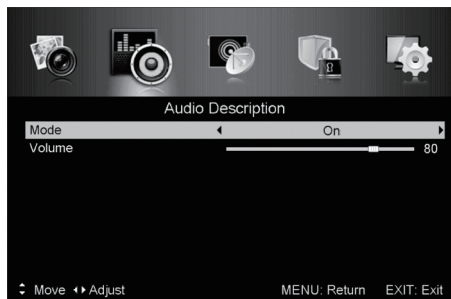 Audio Description
Mode On
Volume 80
Move Adjust MENU: Return EXIT: Exit